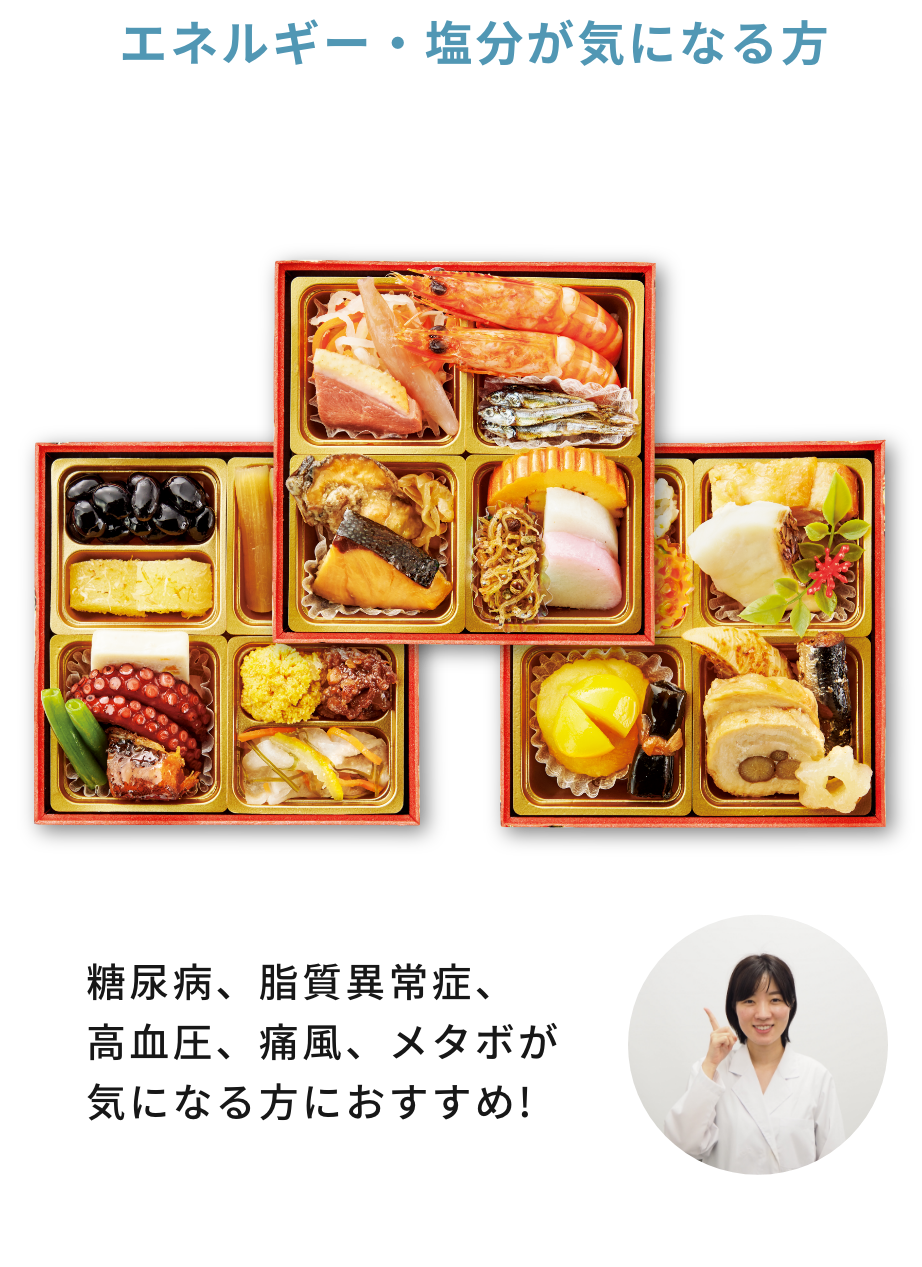 エネルギー・塩分が気になる方
糖尿病、脂質異常症、
高血圧、痛風、メタボが
気になる方におすすめ!